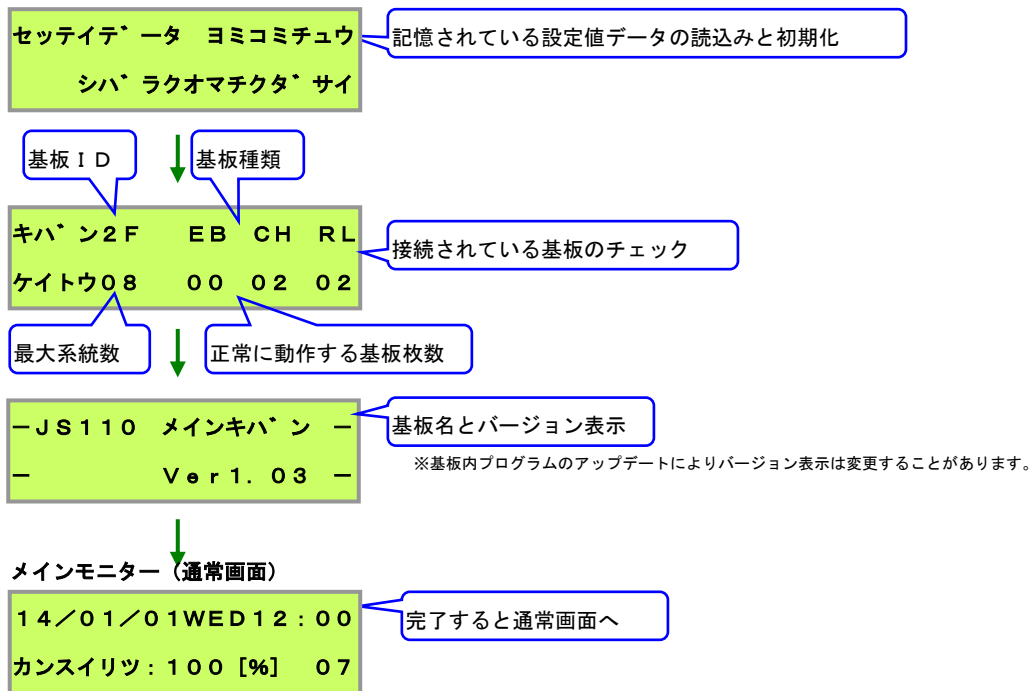 セッテイデータ　ヨミコミチュウ
シバラクオマチクダサイ
記憶されている設定値データの読込みと初期化
基板ＩＤ
基板種類
キバン２Ｆ　ＥＢ　ＣＨ　ＲＬ
ケイトウ０８　００　０２　０２
接続されている基板のチェック
最大系統数
正常に動作する基板枚数
－ＪＳ１１０　メインキバン　－
－　Ｖｅｒ１．０３　－
基板名とバージョン表示
※基板内プログラムのアップデートによりバージョン表示は変更することがあります。
メインモニター（通常画面）
１４／０１／０１ＷＥＤ１２：００
カンスイリツ：１００［%］　０７
完了すると通常画面へ